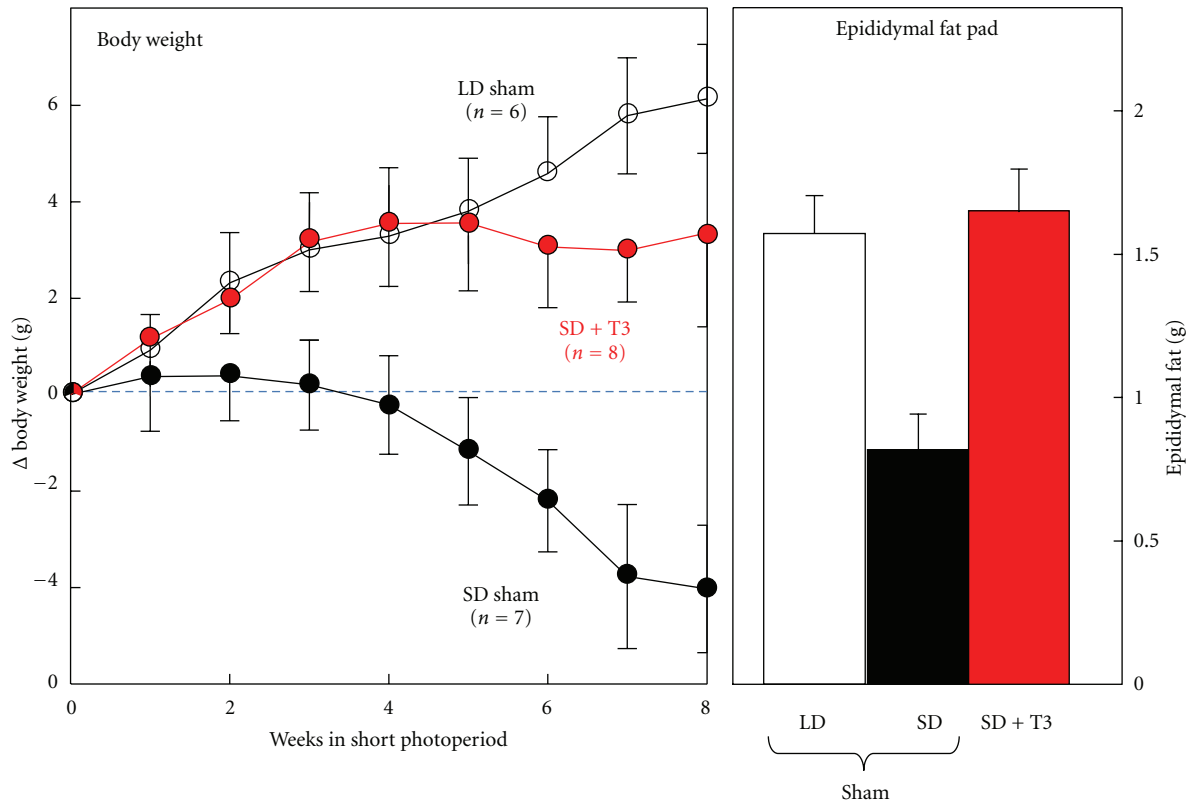 Body weight
LD sham
(n = 6)
SD + T3
(n = 8)
SD sham
(n = 7)
6
4
2
0
−2
−4
0
Δ body weight (g)
0
2
4
6
8
Weeks in short photoperiod
Epididymal fat pad
2
1.5
1
0.5
0
Epididymal fat (g)
LD
SD
SD + T3
Sham